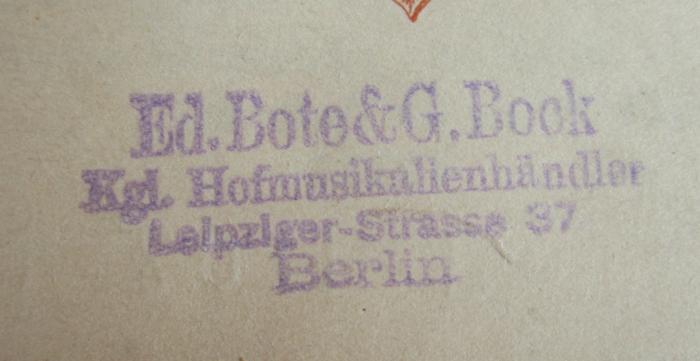 Ed. Bote & G. Bock
Kgl. Hofmusikalienhändler
Leipziger-Strasse 37
Berlin